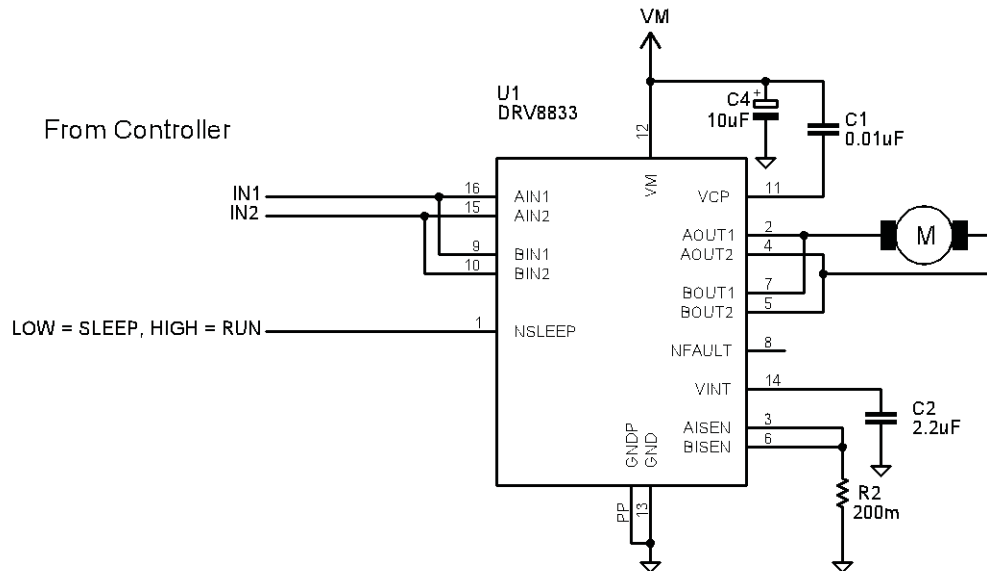 VM
U1
DRV8833
C4
+
10uF
C1
0.01uF
From Controller
12
VM
IN1
16
AIN1
VCP
11
IN2
15
AIN2
9
BIN1
10
BIN2
AOUT1
2
AOUT2
4
M
BOUT1
7
BOUT2
5
LOW = SLEEP, HIGH = RUN
1
NSLEEP
NFAULT
8
VINT
14
C2
2.2uF
AISEN
3
BISEN
6
GNDP
GND
PP
13
R2
200m